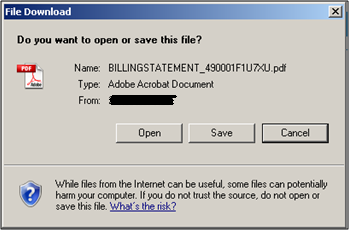 File Download
Do you want to open or save this file?
PDF
Adobe
Name: BILLINGSTATEMENT_490001F1U7XU.pdf
Type: Adobe Acrobat Document
From:
Open Save Cancel
While files from the Internet can be useful, some files can potentially
harm your computer. If you do not trust the source, do not open or
save this file. What's the risk?